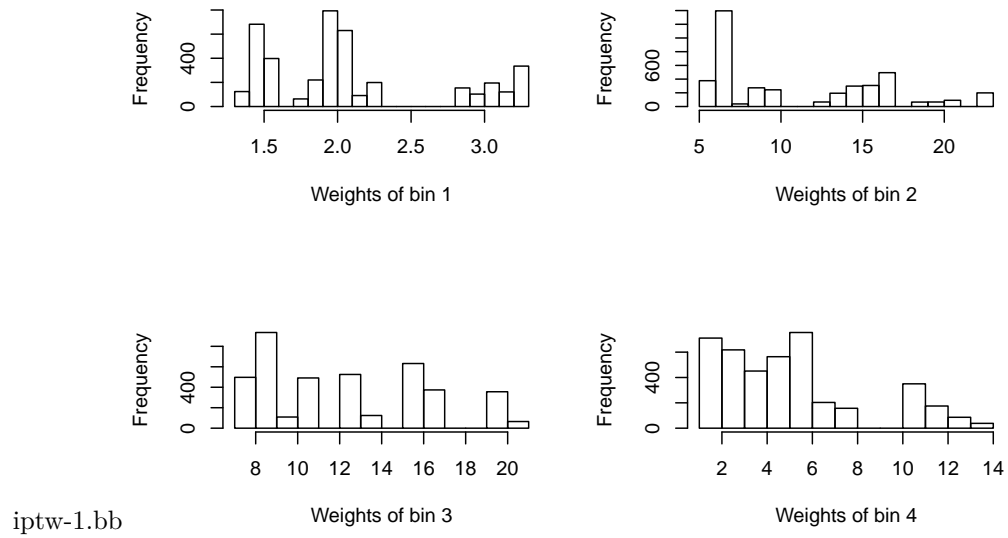 Frequency
0 400
1.5 2.0 2.5 3.0
Weights of bin 1
Frequency
0 600
5 10 15 20
Weights of bin 2
Frequency
0 400
8 10 12 14 16 18 20
Weights of bin 3
Frequency
0 400
2 4 6 8 10 12 14
Weights of bin 4
iptw-1.bb